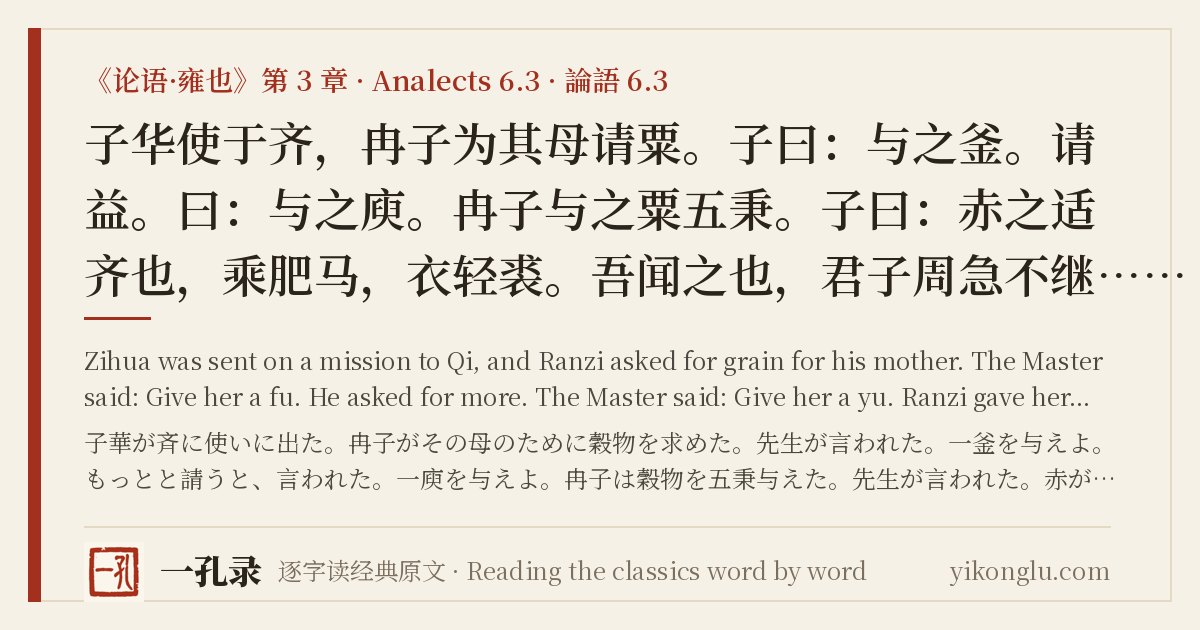 《论语·雍也》第 3 章 · Analects 6.3 · 論語 6.3
子华使于齐，冉子为其母请粟。子曰：与之釜。请
益。曰：与之庾。冉子与之粟五秉。子曰：赤之适
齐也，乘肥马，衣轻裘。吾闻之也，君子周急不继……
Zihua was sent on a mission to Qi, and Ranzi asked for grain for his mother. The Master
said: Give her a fu. He asked for more. The Master said: Give her a yu. Ranzi gave her...
子華が斉に使いに出た。冉子がその母のために穀物を求めた。先生が言われた。一釜を与えよ。
もっとと請うと、言われた。一庾を与えよ。冉子は穀物を五秉与えた。先生が言われた。赤が…
一孔
一孔录 逐字读经典原文 · Reading the classics word by word yikonglu.com